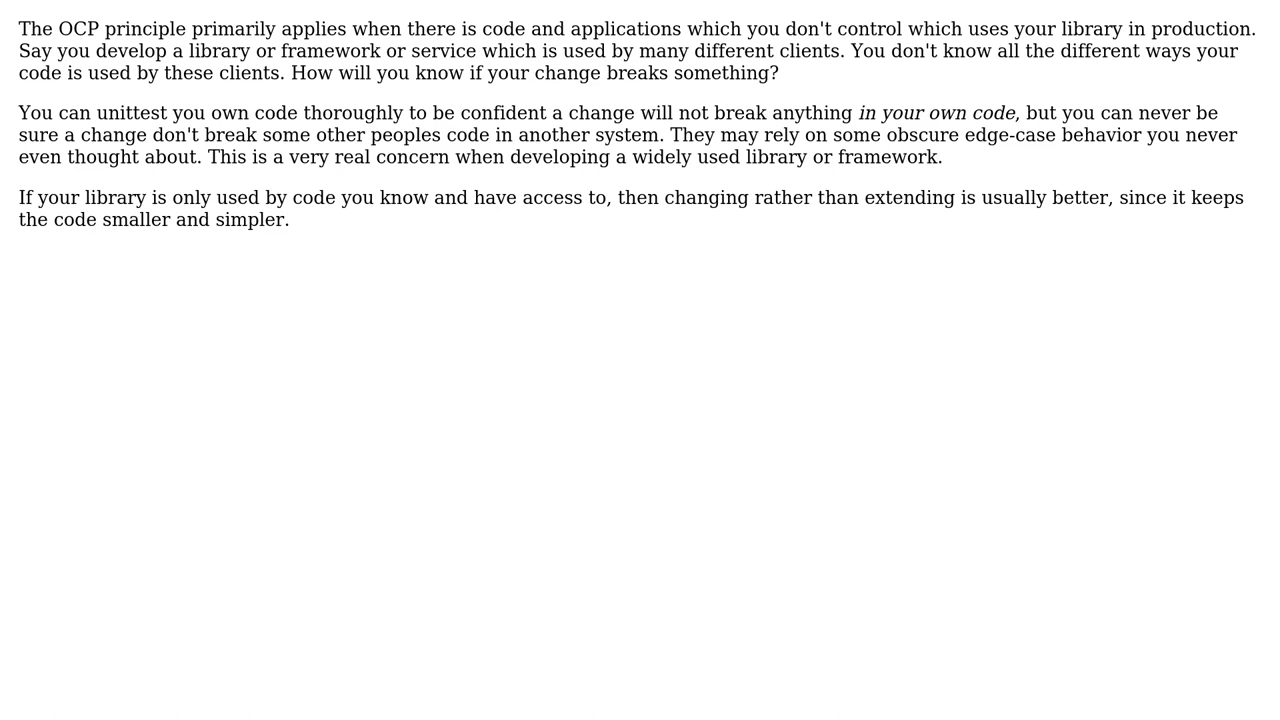 The OCP principle primarily applies when there is code and applications which you don't control which uses your library in production.
Say you develop a library or framework or service which is used by many different clients. You don't know all the different ways your
code is used by these clients. How will you know if your change breaks something?
You can unittest you own code thoroughly to be confident a change will not break anything in your own code, but you can never be
sure a change don't break some other peoples code in another system. They may rely on some obscure edge-case behavior you never
even thought about. This is a very real concern when developing a widely used library or framework.
If your library is only used by code you know and have access to, then changing rather than extending is usually better, since it keeps
the code smaller and simpler.